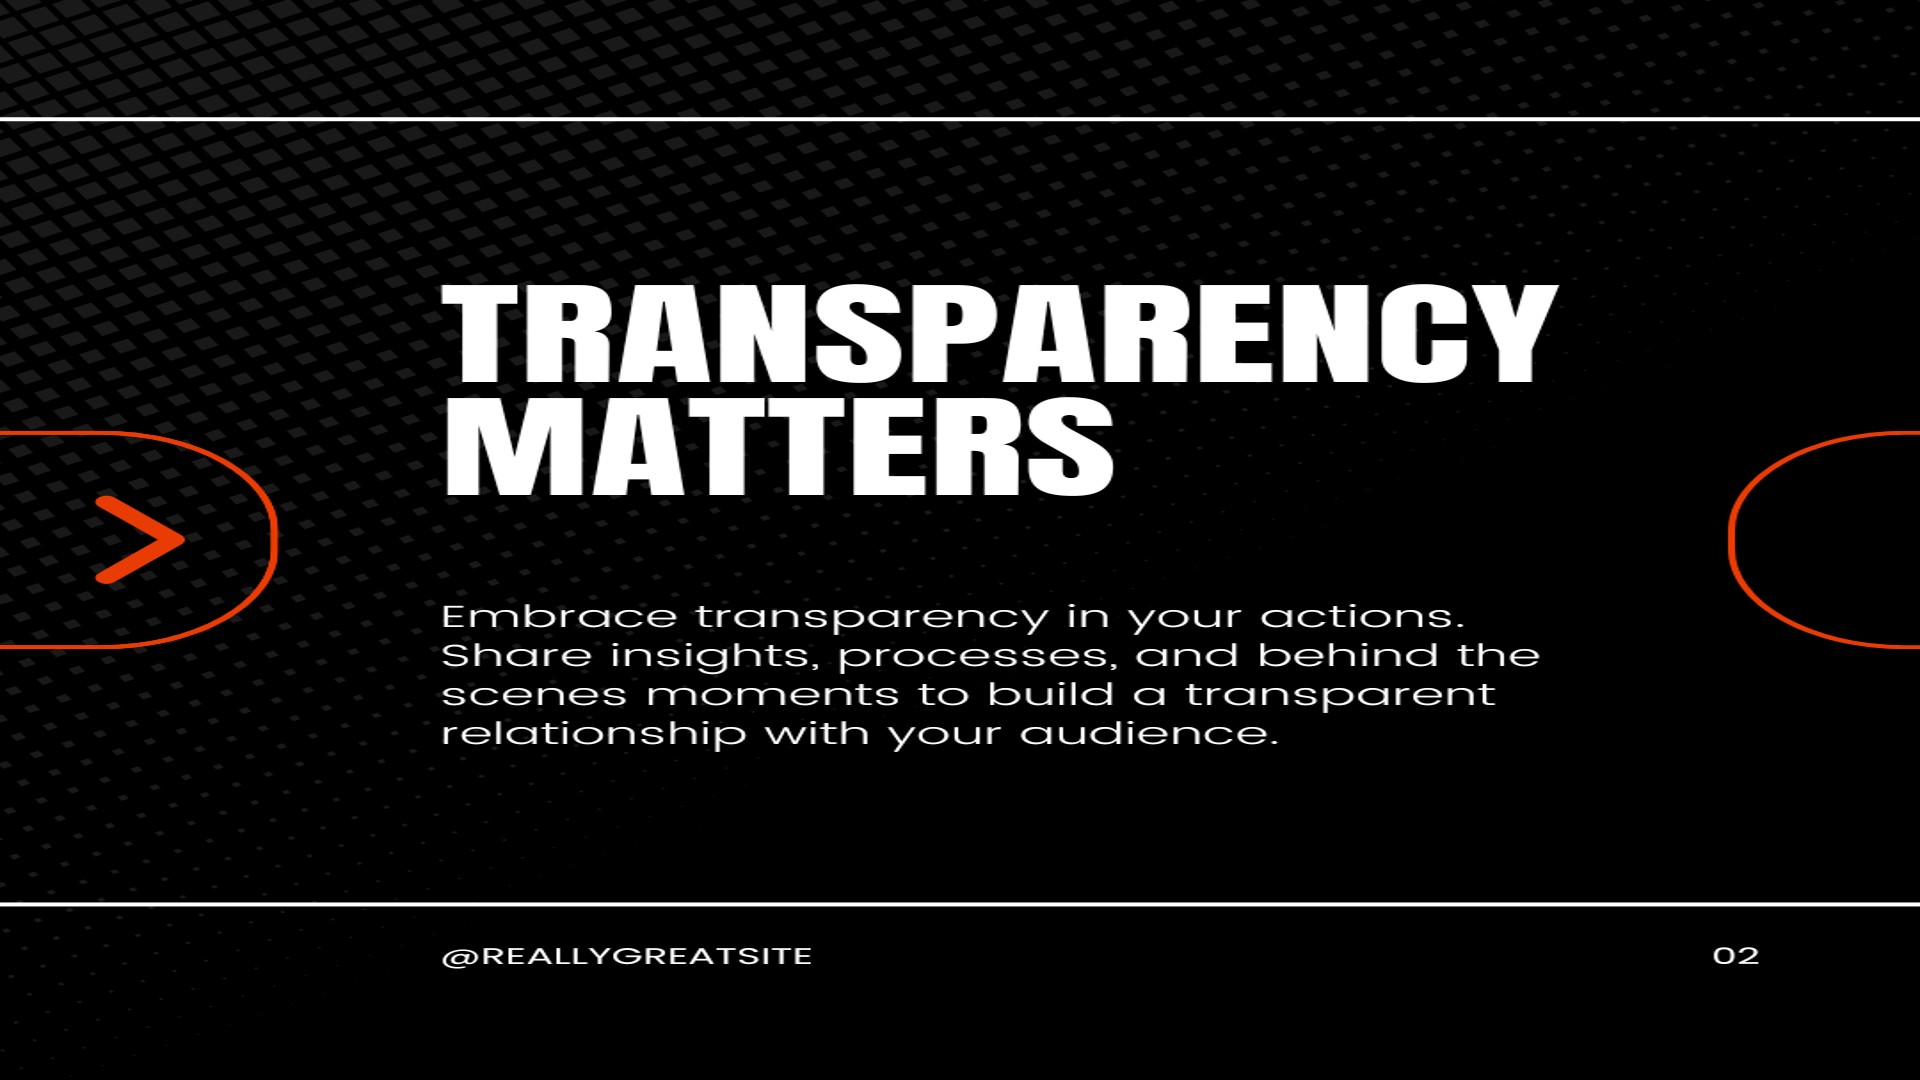 TRANSPARENCY
MATTERS
Embrace transparency in your actions.
Share insights, processes, and behind the
scenes moments to build a transparent
relationship with your audience.
@REALLYGREATSITE
02